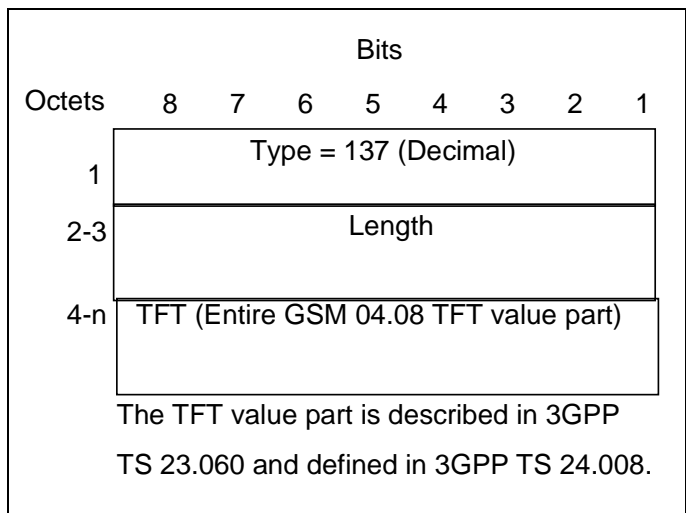 Bits
Octets 8 7 6 5 4 3 2 1
1 Type = 137 (Decimal)
2-3 Length
4-n TFT (Entire GSM 04.08 TFT value part)
The TFT value part is described in 3GPP
TS 23.060 and defined in 3GPP TS 24.008.